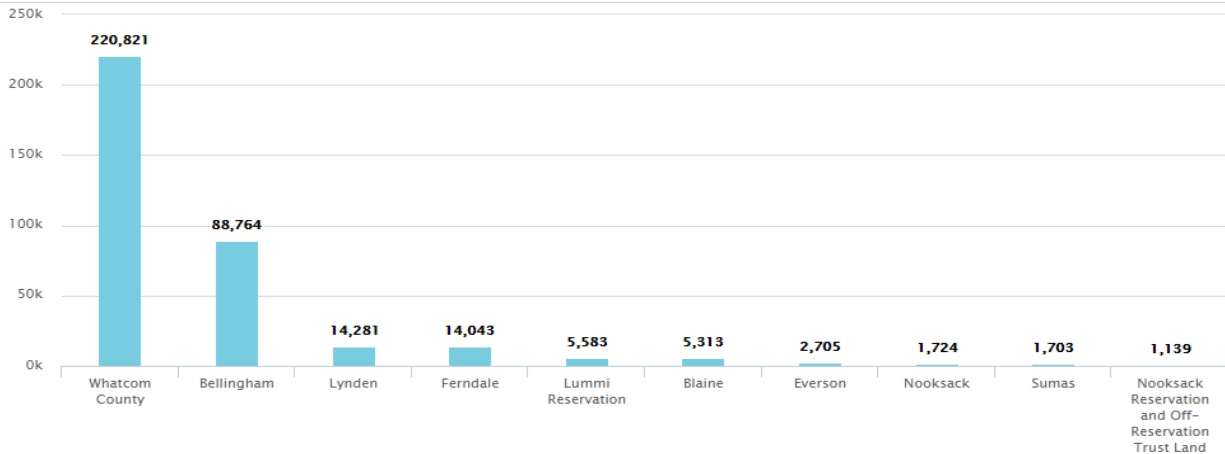 250k
200k
150k
100k
50k
0k
220,821
88,764
14,281
14,043
5,583
5,313
2,705
1,724
1,703
1,139
Whatcom
County
Bellingham
Lynden
Ferndale
Lummi
Reservation
Blaine
Everson
Nooksack
Sumas
Nooksack
Reservation
and Off-
Reservation
Trust Land